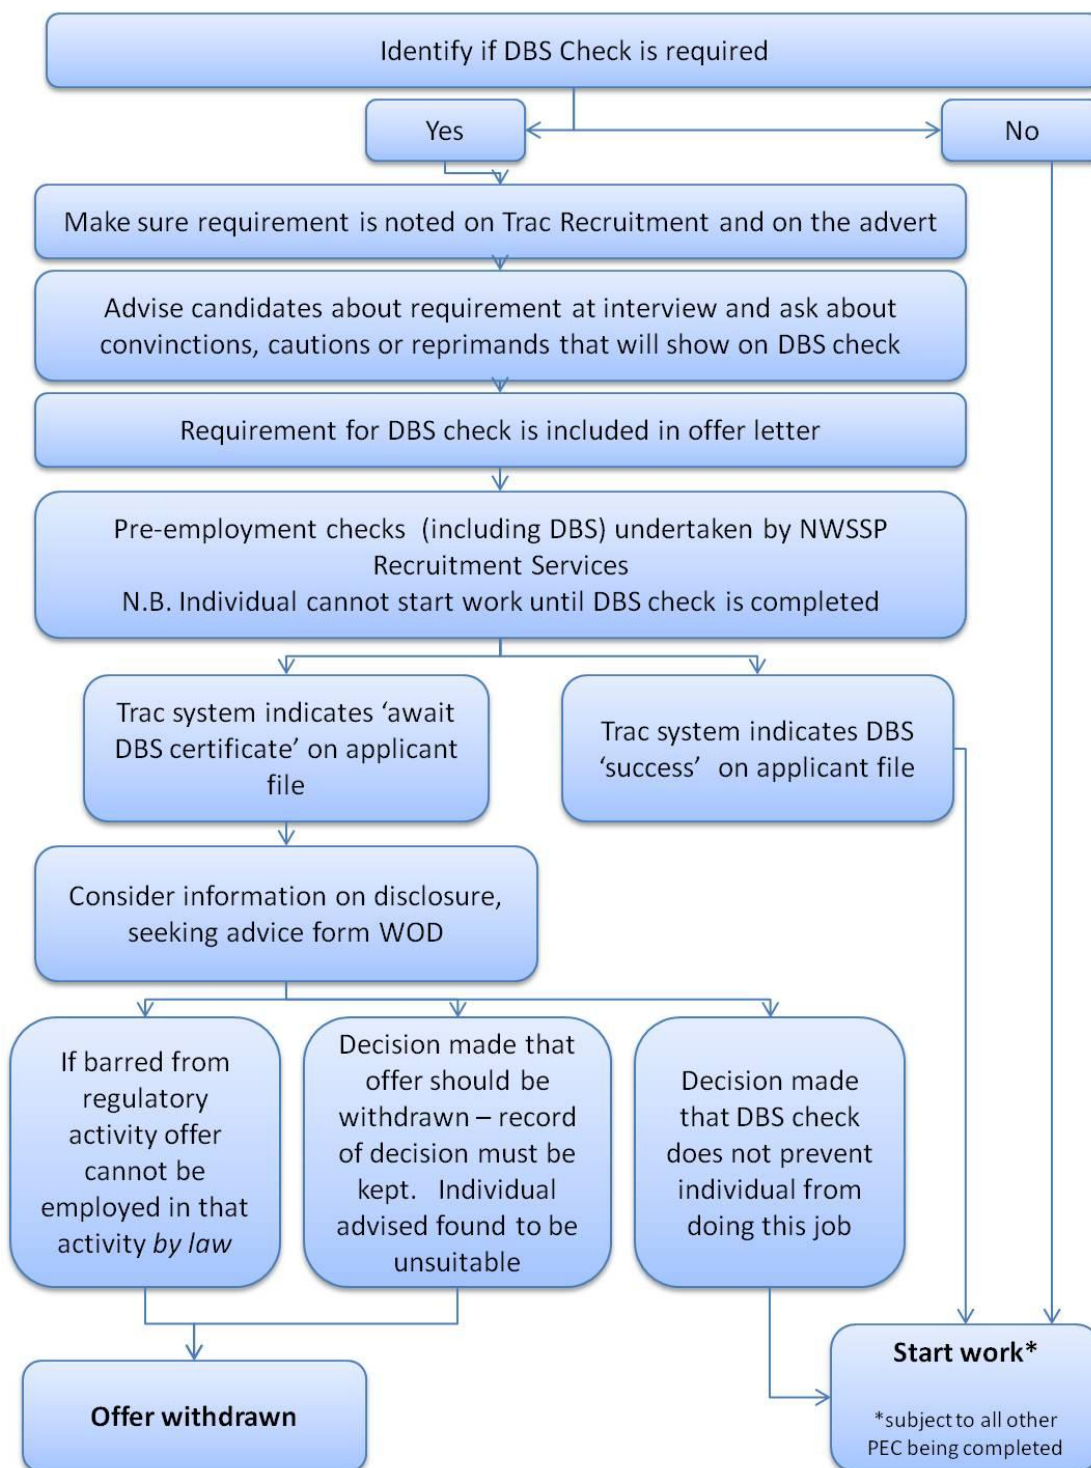 Identify if DBS Check is required
Yes
No
Make sure requirement is noted on Trac Recruitment and on the advert
Advise candidates about requirement at interview and ask about
convinctions, cautions or reprimands that will show on DBS check
Requirement for DBS check is included in offer letter
Pre-employment checks  (including DBS) undertaken by NWSSP
Recruitment Services
N.B. Individual cannot start work until DBS check is completed
Trac system indicates ‘await
DBS certificate’ on applicant
file
Trac system indicates DBS
‘success’  on applicant file
Consider information on disclosure,
seeking advice form WOD
If barred from
regulatory
activity offer
cannot be
employed in that
activity by law
Decision made that
offer should be
withdrawn – record
of decision must be
kept.   Individual
advised found to be
unsuitable
Decision made
that DBS check
does not prevent
individual from
doing this job
Offer withdrawn
Start work*
*subject to all other
PEC being completed